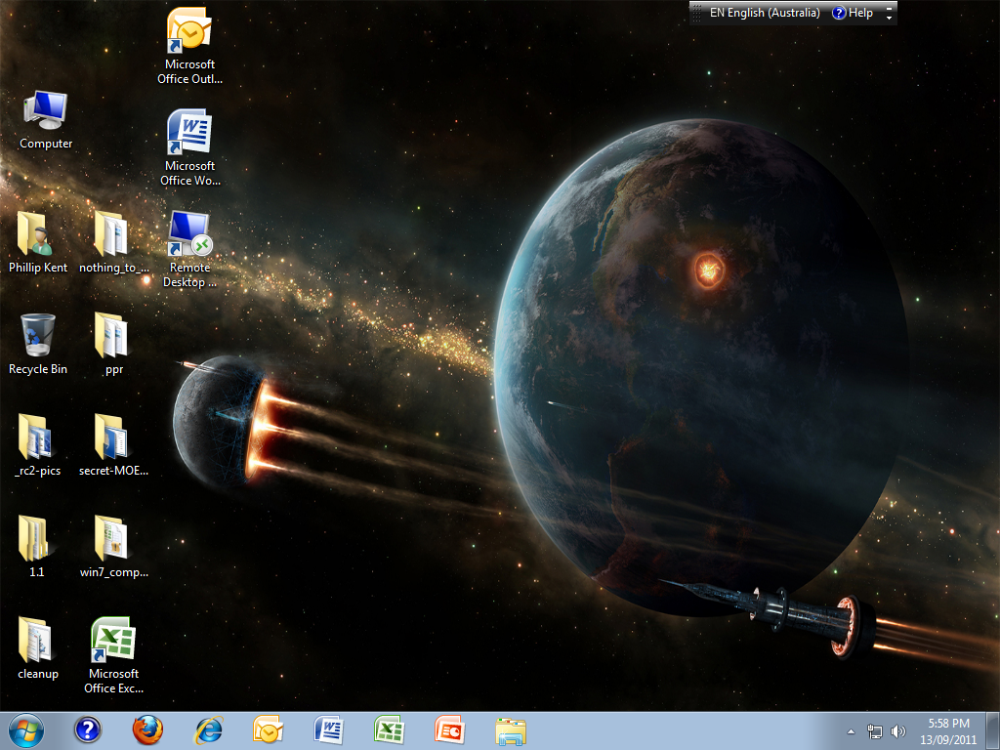 EN English (Australia)
Help
Microsoft
Office Outl...
Computer
Microsoft
Office Wo...
Phillip Kent
nothing_to_...
Remote
Desktop ...
Recycle Bin
ppr
_rc2-pics
secret-MOE...
1.1
win7_comp...
cleanup
Microsoft
Office Exc...
5:58 PM
13/09/2011